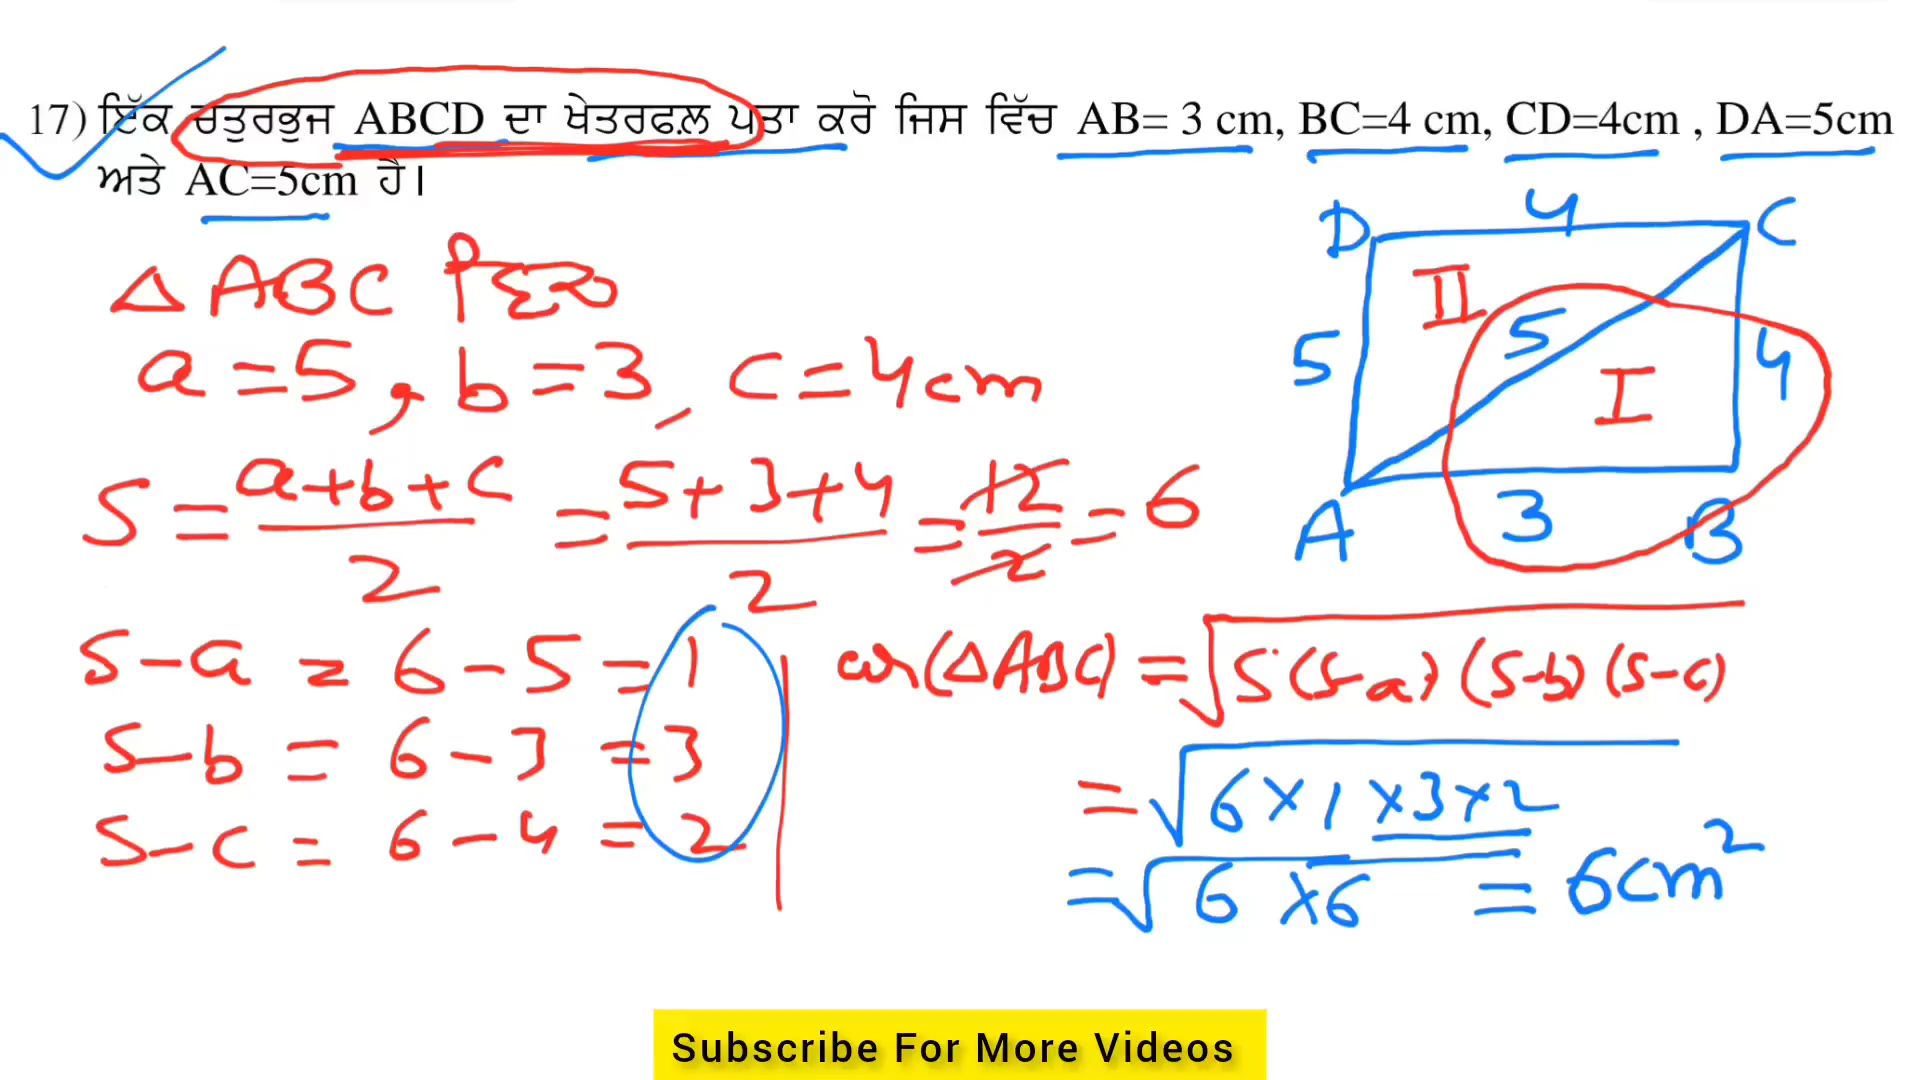 17) ਇੱਕ ਚਤੁਰਭੁਜ ABCD ਦਾ ਖੇਤਰਫਲ਼ ਪਤਾ ਕਰੋ ਜਿਸ ਵਿੱਚ AB= 3 cm, BC=4 cm, CD=4cm , DA=5cm
ਅਤੇ AC=5cm ਹੈ।
D 4 C
II
5 5 I 4
A 3 B
△ ABC ਵਿੱਚ
a = 5, b = 3, c = 4cm
S = a+b+c / 2 = 5+3+4 / 2 = 12 / 2 = 6
S-a = 6-5 = 1
S-b = 6-3 = 3
S-c = 6-4 = 2
ar(△ABC) = √S(S-a)(S-b)(S-c)
= √6×1×3×2
= √6×6 = 6cm²
Subscribe For More Videos